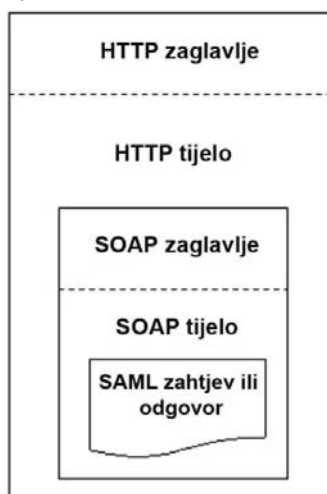 HTTP zaglavlje
HTTP tijelo
SOAP zaglavlje
SOAP tijelo
SAML zahtjev ili
odgovor